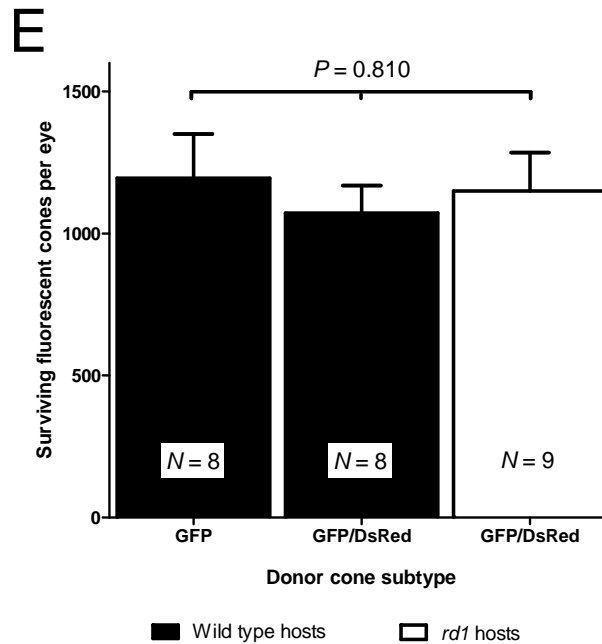 E
P = 0.810
1500
1000
500
0
Surviving fluorescent cones per eye
N = 8
N = 8
N = 9
GFP
GFP/DsRed
GFP/DsRed
Donor cone subtype
Wild type hosts
rd1 hosts